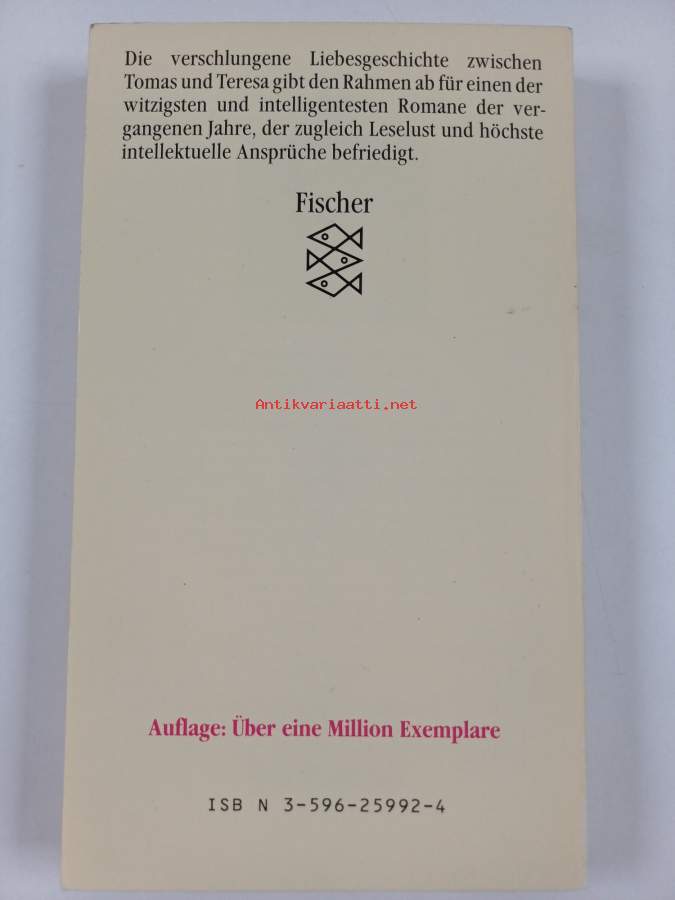 Die verschlungene Liebesgeschichte zwischen
Tomas und Teresa gibt den Rahmen ab für einen der
witzigsten und intelligentesten Romane der ver-
gangenen Jahre, der zugleich Leselust und höchste
intellektuelle Ansprüche befriedigt.
Fischer
Antikvariaatti.net
Auflage: Über eine Million Exemplare
ISB N 3-596-25992-4